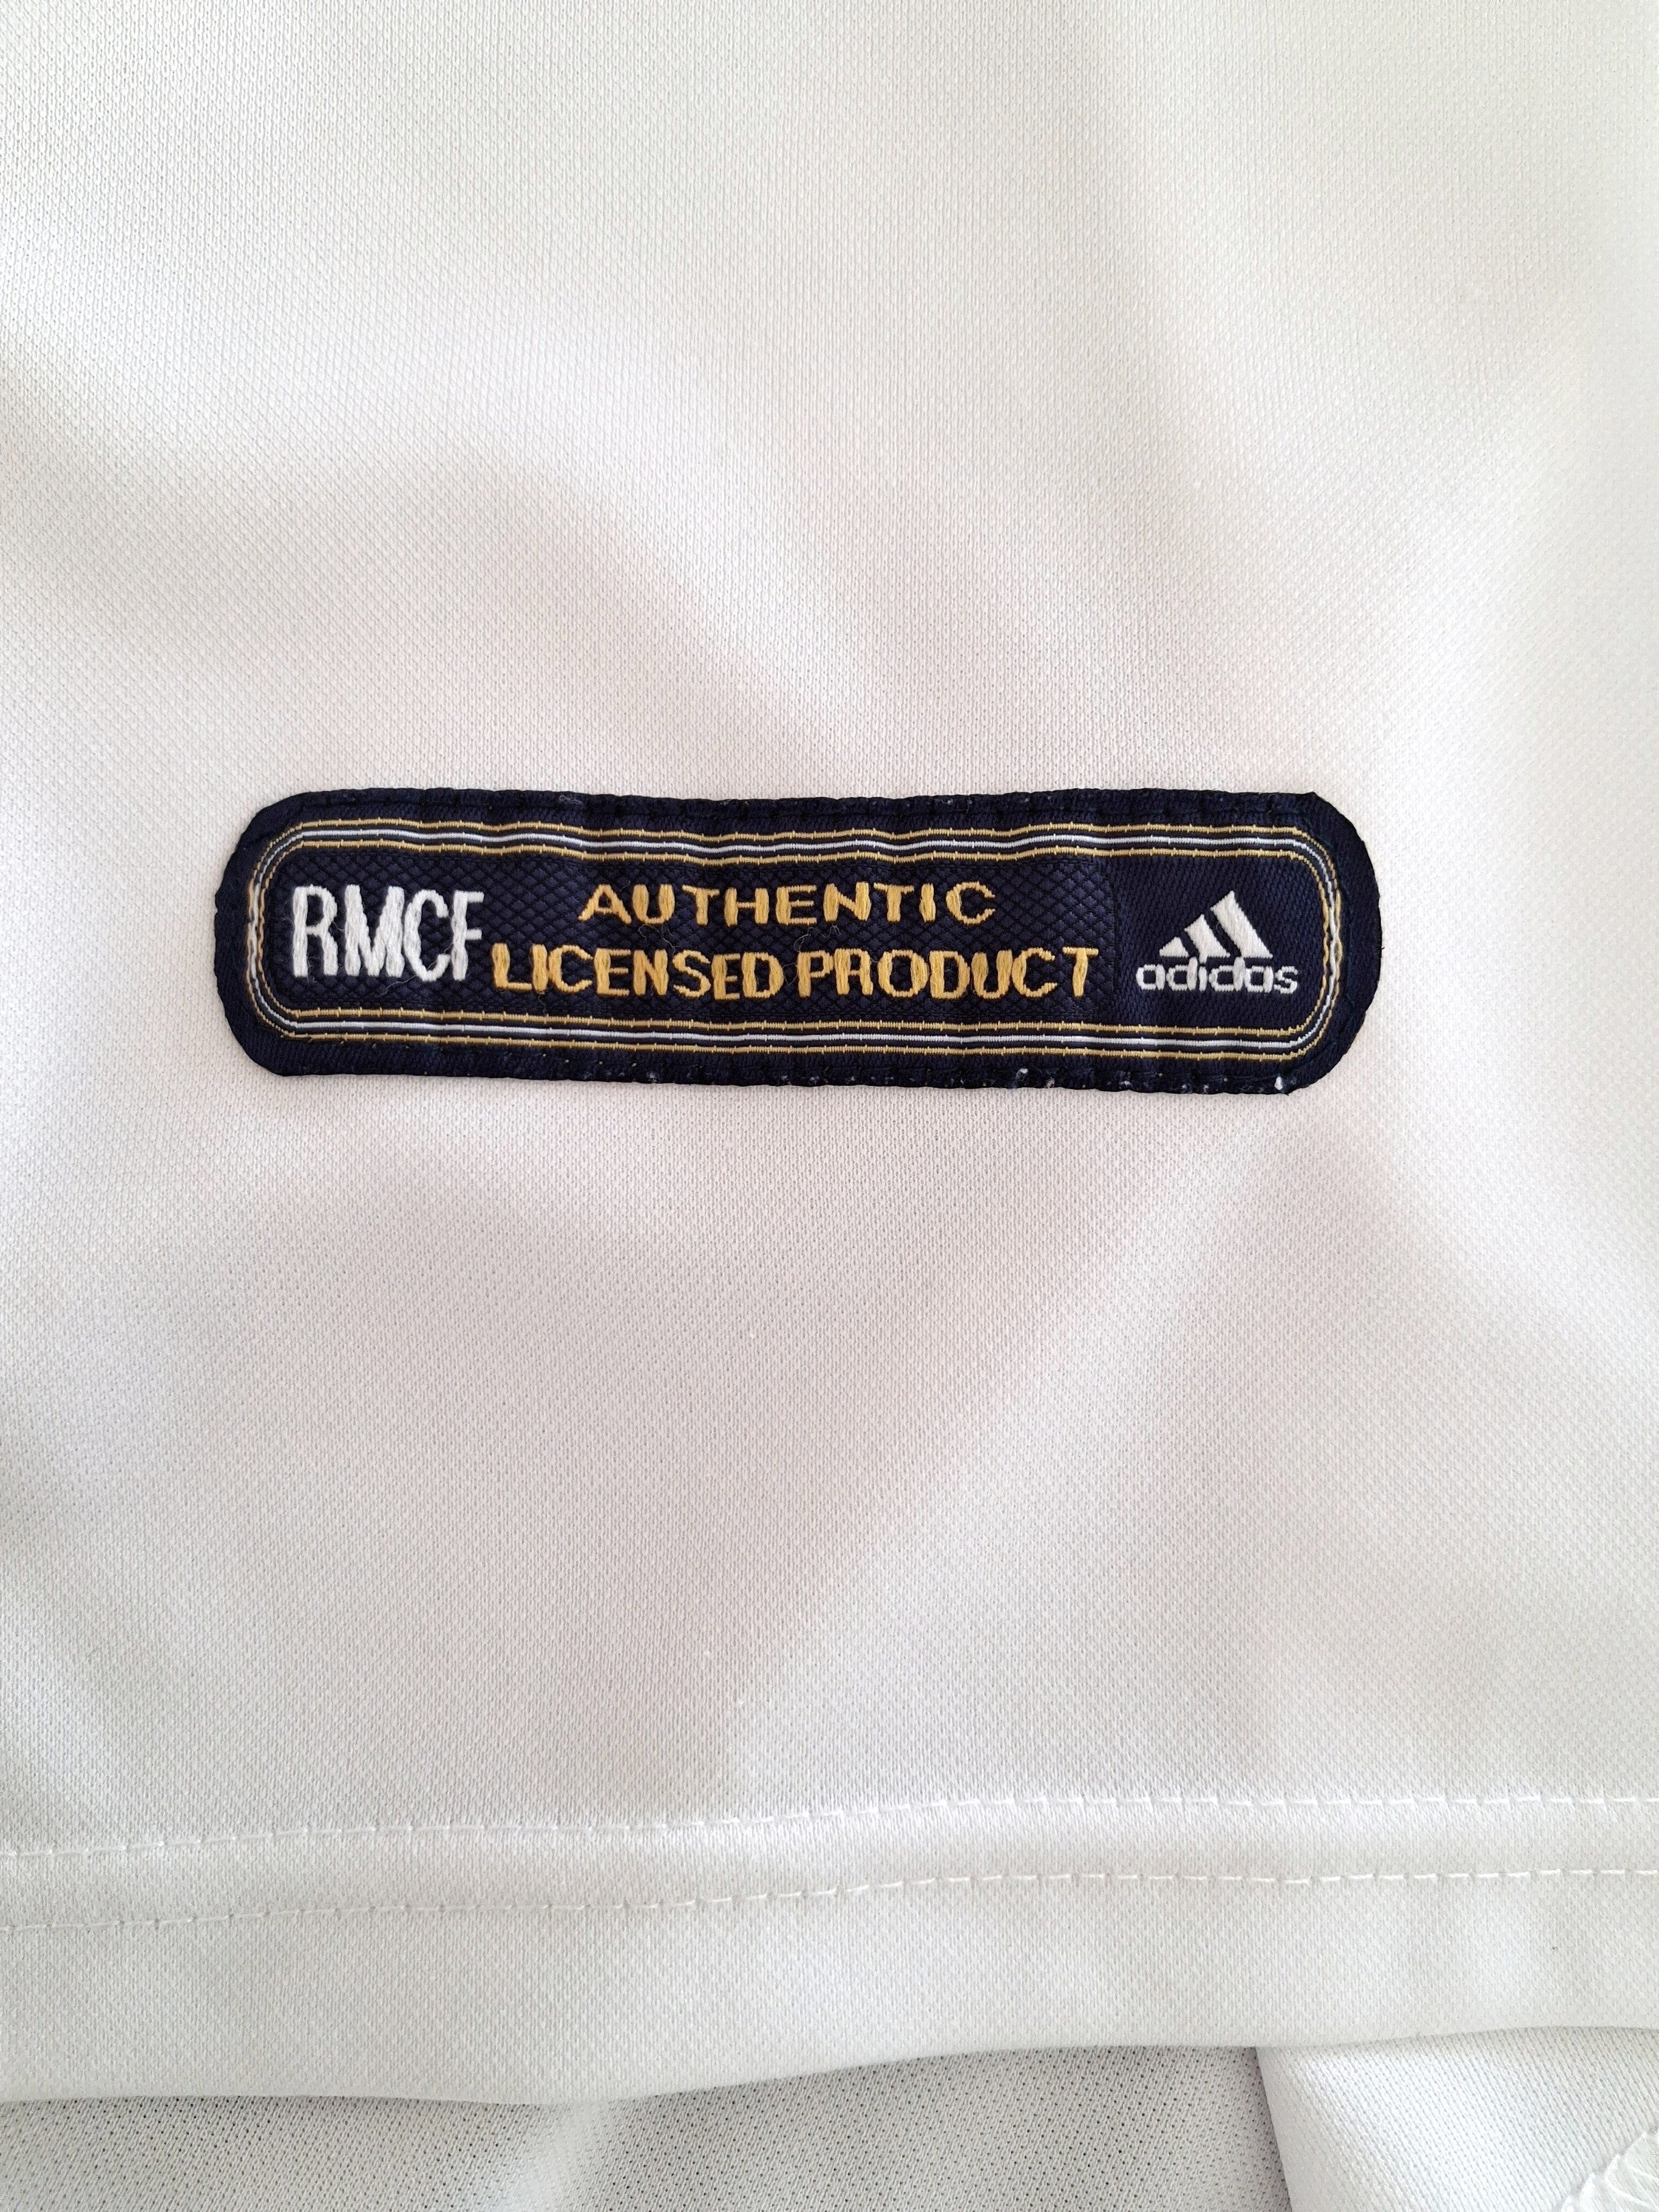 RMCF
AUTHENTIC
LICENSED PRODUCT
adidas